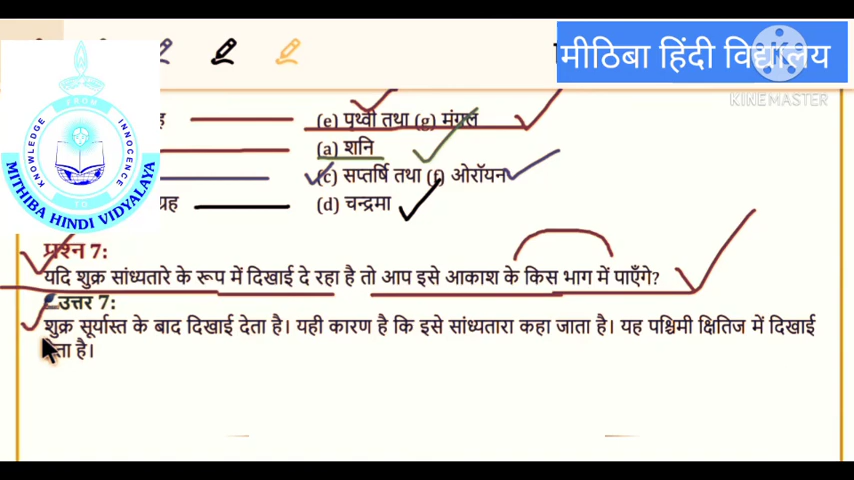 मीठिबा हिंदी विद्यालय
KINEMASTER
FROM
KNOWLEDGE
INNOCENCE
TO
MITHIBA HINDI VIDYALAYA
(e) पृथ्वी तथा (g) मंगल
(a) शनि
(c) सप्तर्षि तथा (f) ओरॉयन
ग्रह (d) चन्द्रमा
प्रश्न 7:
यदि शुक्र सांध्यतारे के रूप में दिखाई दे रहा है तो आप इसे आकाश के किस भाग में पाएँगे?
उत्तर 7:
शुक्र सूर्यास्त के बाद दिखाई देता है। यही कारण है कि इसे सांध्यतारा कहा जाता है। यह पश्चिमी क्षितिज में दिखाई
देता है।